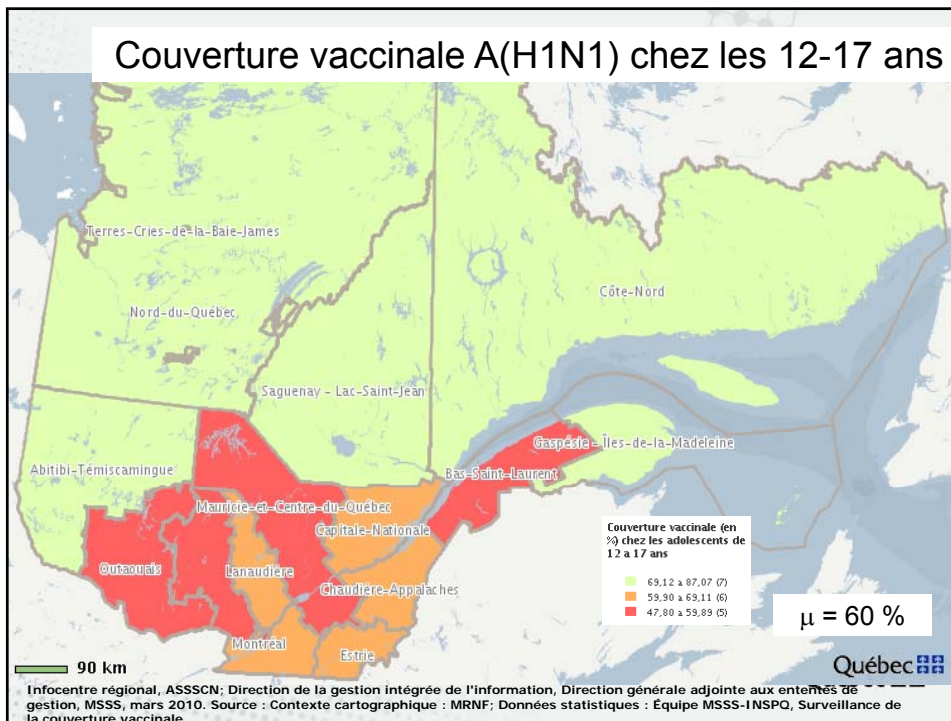 Couverture vaccinale A(H1N1) chez les 12-17 ans
Terres-Cries-de-la-Baie-James
Nord-du-Québec
Côte-Nord
Saguenay - Lac-Saint-Jean
Abitibi-Témiscamingue
Gaspésie - Îles-de-la-Madeleine
Bas-Saint-Laurent
Mauricie-et-Centre-du-Québec
Capitale-Nationale
Outaouais
Lanaudière
Chaudière-Appalaches
Montréal
Estrie
Couverture vaccinale (en
%) chez les adolescents de
12 a 17 ans
69,12 a 87,07 (7)
59,90 a 69,11 (6)
47,80 a 59,89 (5)
μ = 60 %
90 km
Québec
Infocentre régional, ASSSCN; Direction de la gestion intégrée de l'information, Direction générale adjointe aux ententes de
gestion, MSSS, mars 2010. Source : Contexte cartographique : MRNF; Données statistiques : Équipe MSSS-INSPQ, Surveillance de
la couverture vaccinale